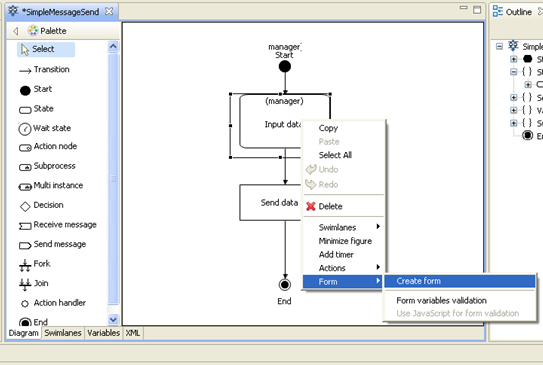 *SimpleMessageSend
Palette
Select
Transition
Start
State
Wait state
Action node
Subprocess
Multi instance
Decision
Receive message
Send message
Fork
Join
Action handler
End
Diagram Swimlanes Variables XML
manager
Start
(manager)
Input data
Send data
End
Copy
Paste
Select All
Undo
Redo
Delete
Swimlanes
Minimize figure
Add timer
Actions
Form
Create form
Form variables validation
Use JavaScript for form validation
Outline
Simple